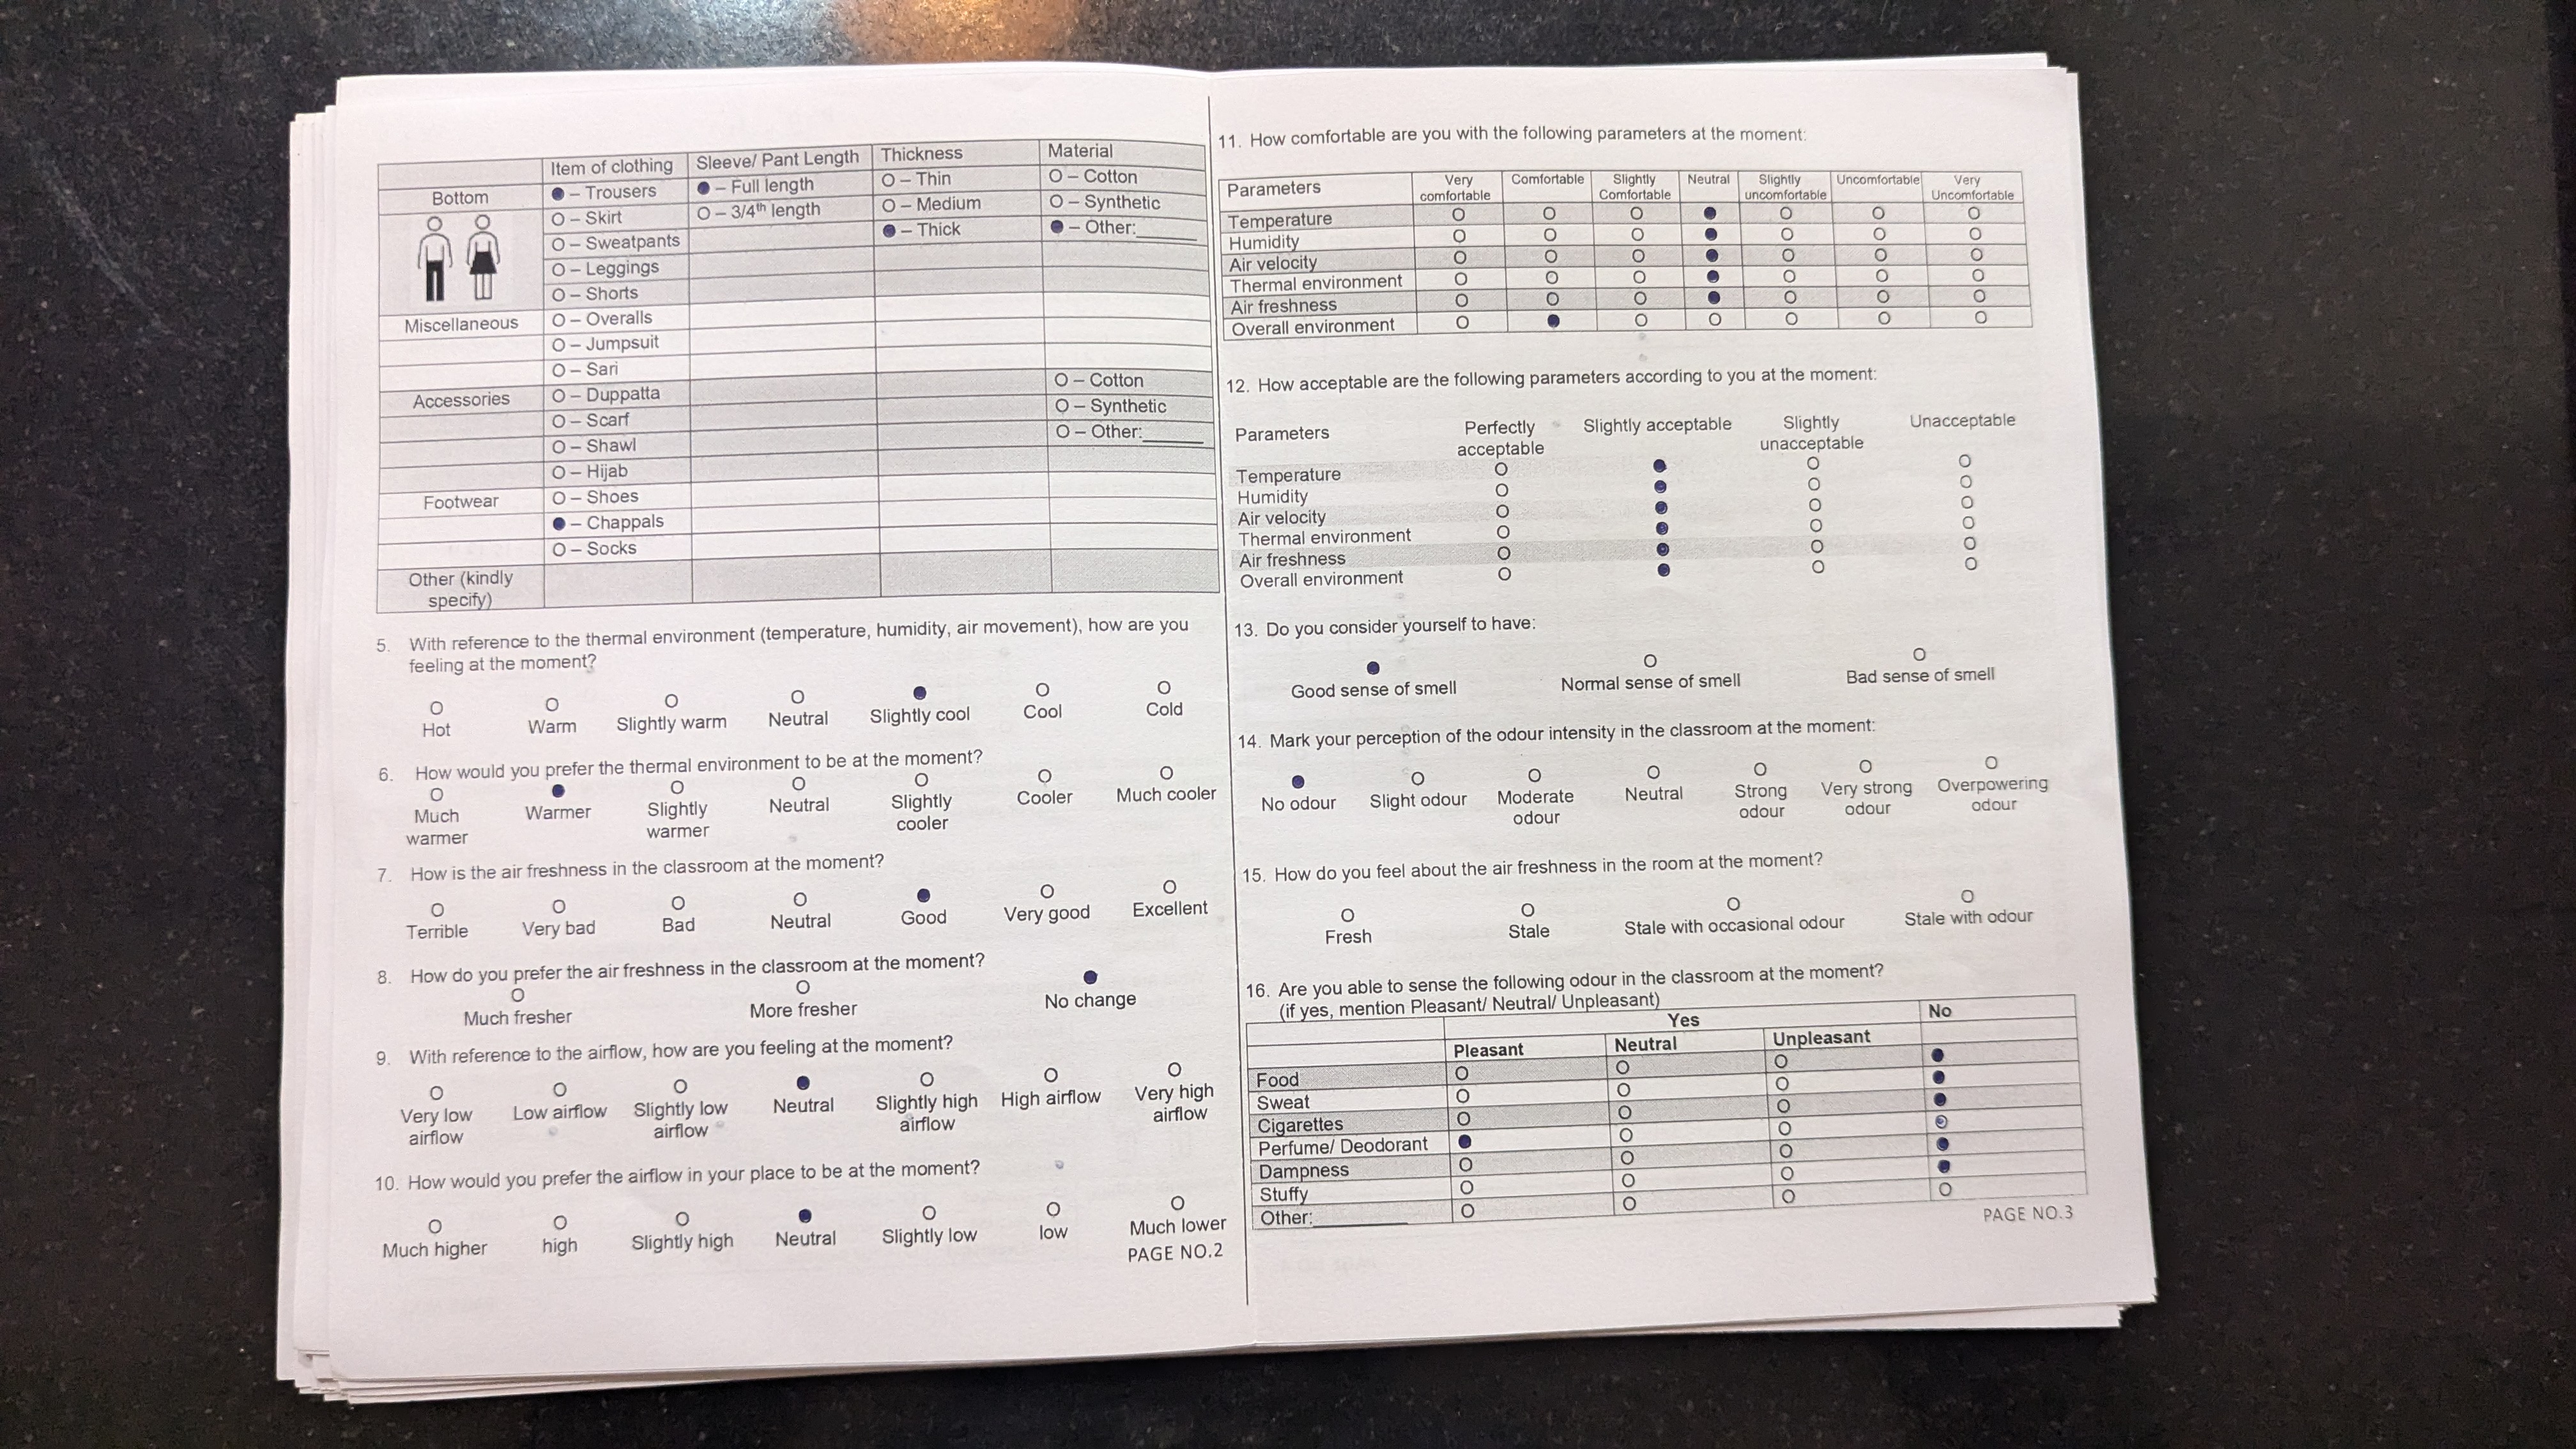 Item of clothing Sleeve/ Pant Length Thickness Material
Bottom ● – Trousers ● – Full length O – Thin O – Cotton
O – Skirt O – 3/4th length O – Medium O – Synthetic
O – Sweatpants ● – Thick ● – Other:______
O – Leggings
O – Shorts
Miscellaneous O – Overalls
O – Jumpsuit
O – Sari
Accessories O – Duppatta O – Cotton
O – Scarf O – Synthetic
O – Shawl O – Other:______
O – Hijab
Footwear O – Shoes
● – Chappals
O – Socks
Other (kindly
specify)
5. With reference to the thermal environment (temperature, humidity, air movement), how are you
feeling at the moment?
O O O O ● O O
Hot Warm Slightly warm Neutral Slightly cool Cool Cold
6. How would you prefer the thermal environment to be at the moment?
O ● O O O O O
Much Warmer Slightly Neutral Slightly Cooler Much cooler
warmer warmer cooler
7. How is the air freshness in the classroom at the moment?
O O O O ● O O
Terrible Very bad Bad Neutral Good Very good Excellent
8. How do you prefer the air freshness in the classroom at the moment?
O O ●
Much fresher More fresher No change
9. With reference to the airflow, how are you feeling at the moment?
O O O ● O O O
Very low Low airflow Slightly low Neutral Slightly high High airflow Very high
airflow airflow airflow airflow
10. How would you prefer the airflow in your place to be at the moment?
O O O ● O O O
Much higher high Slightly high Neutral Slightly low low Much lower
PAGE NO.2
11. How comfortable are you with the following parameters at the moment:
Parameters Very Comfortable Slightly Neutral Slightly Uncomfortable Very
comfortable Comfortable uncomfortable Uncomfortable
Temperature O O O ● O O O
Humidity O O O ● O O O
Air velocity O O O ● O O O
Thermal environment O O O ● O O O
Air freshness O O O ● O O O
Overall environment O ● O O O O O
12. How acceptable are the following parameters according to you at the moment:
Parameters Perfectly Slightly acceptable Slightly Unacceptable
acceptable unacceptable
Temperature O ● O O
Humidity O ● O O
Air velocity O ● O O
Thermal environment O ● O O
Air freshness O ● O O
Overall environment O ● O O
13. Do you consider yourself to have:
● O O
Good sense of smell Normal sense of smell Bad sense of smell
14. Mark your perception of the odour intensity in the classroom at the moment:
● O O O O O O
No odour Slight odour Moderate Neutral Strong Very strong Overpowering
odour odour odour odour
15. How do you feel about the air freshness in the room at the moment?
O O O O
Fresh Stale Stale with occasional odour Stale with odour
16. Are you able to sense the following odour in the classroom at the moment?
(if yes, mention Pleasant/ Neutral/ Unpleasant)
Yes No
Pleasant Neutral Unpleasant
Food O O O ●
Sweat O O O ●
Cigarettes O O O ●
Perfume/ Deodorant ● O O O
Dampness O O O ●
Stuffy O O O ●
Other:__________ O O O O
PAGE NO.3